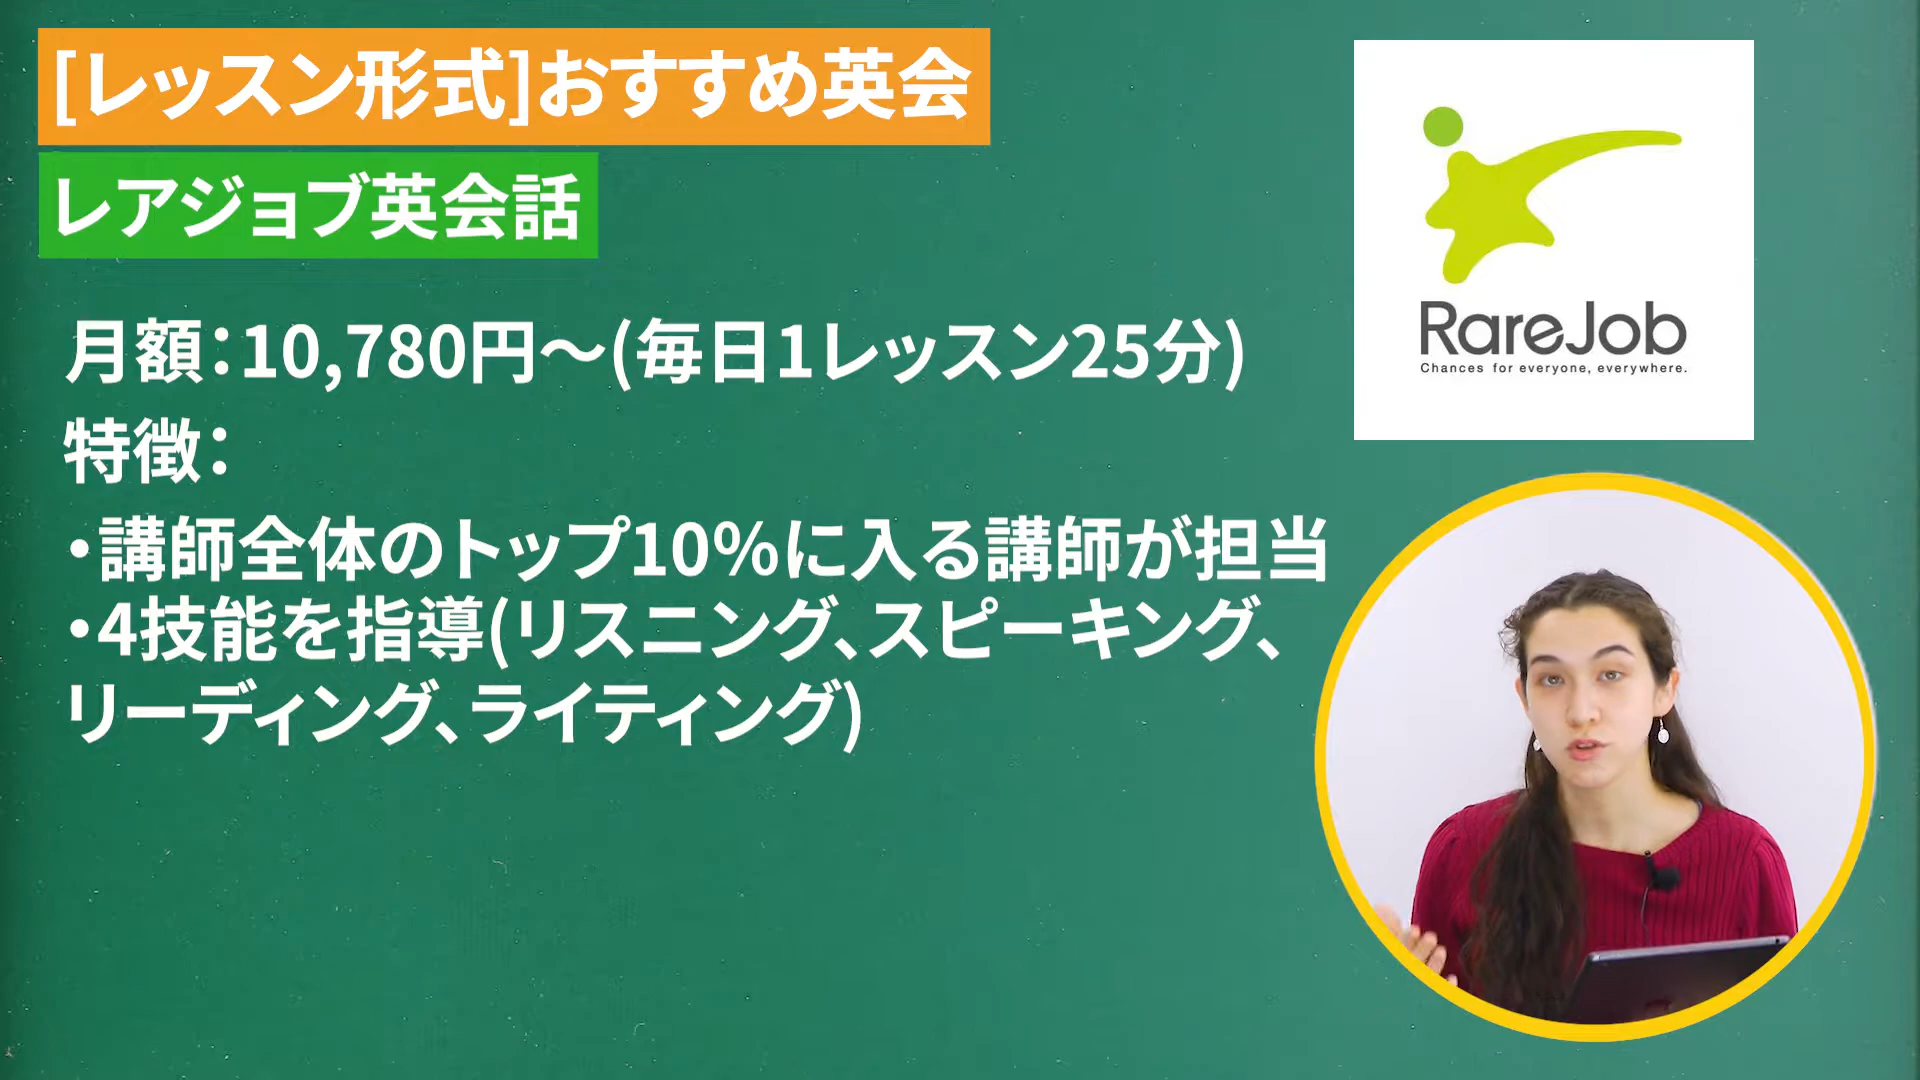 [レッスン形式]おすすめ英会
レアジョブ英会話
月額：10,780円～(毎日1レッスン25分)
特徴：
・講師全体のトップ10％に入る講師が担当
・4技能を指導(リスニング、スピーキング、
リーディング、ライティング)
RareJob
Chances for everyone, everywhere.